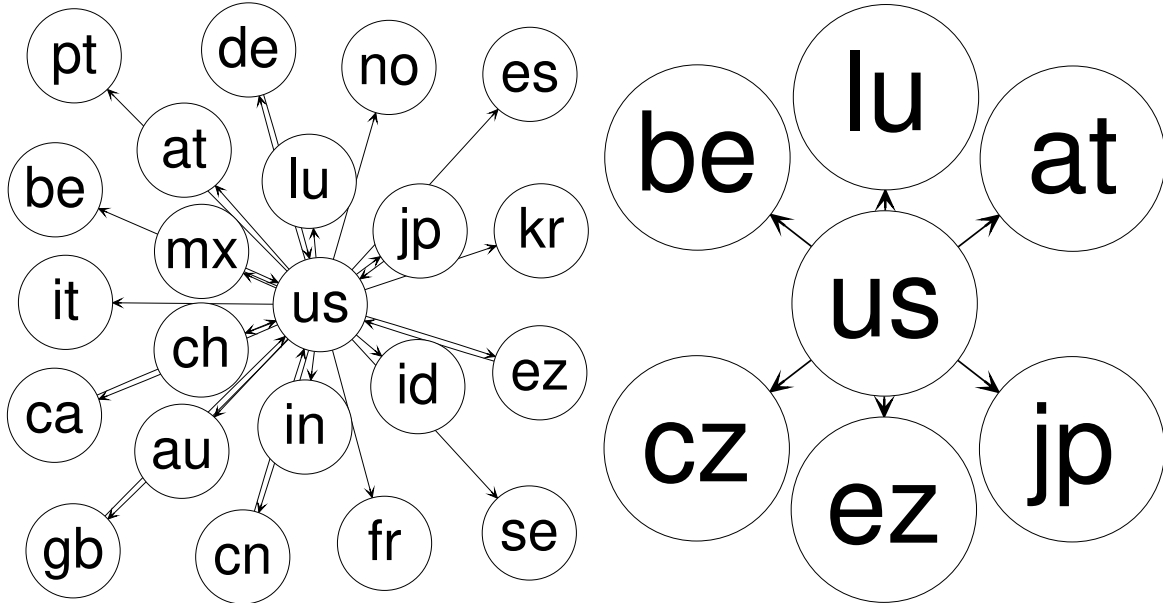 pt
de
no
es
at
lu
be
mx
jp
kr
it
us
ch
ez
ca
au
in
id
gb
cn
fr
se
lu
be
at
us
cz
jp
ez